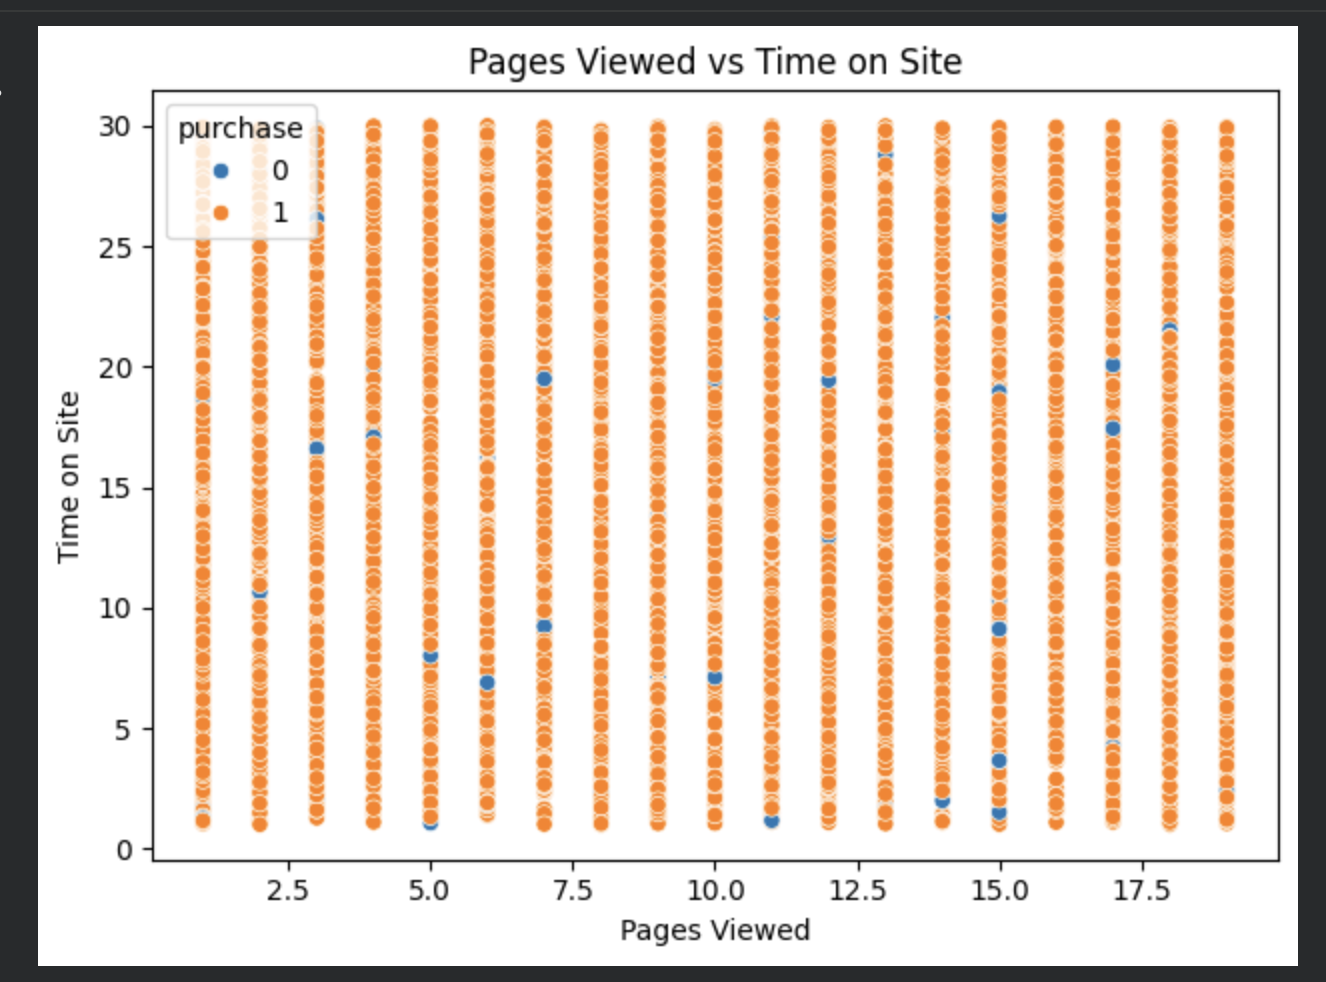 Pages Viewed vs Time on Site
purchase
0
1
30
25
20
15
10
5
0
Time on Site
2.5 5.0 7.5 10.0 12.5 15.0 17.5
Pages Viewed